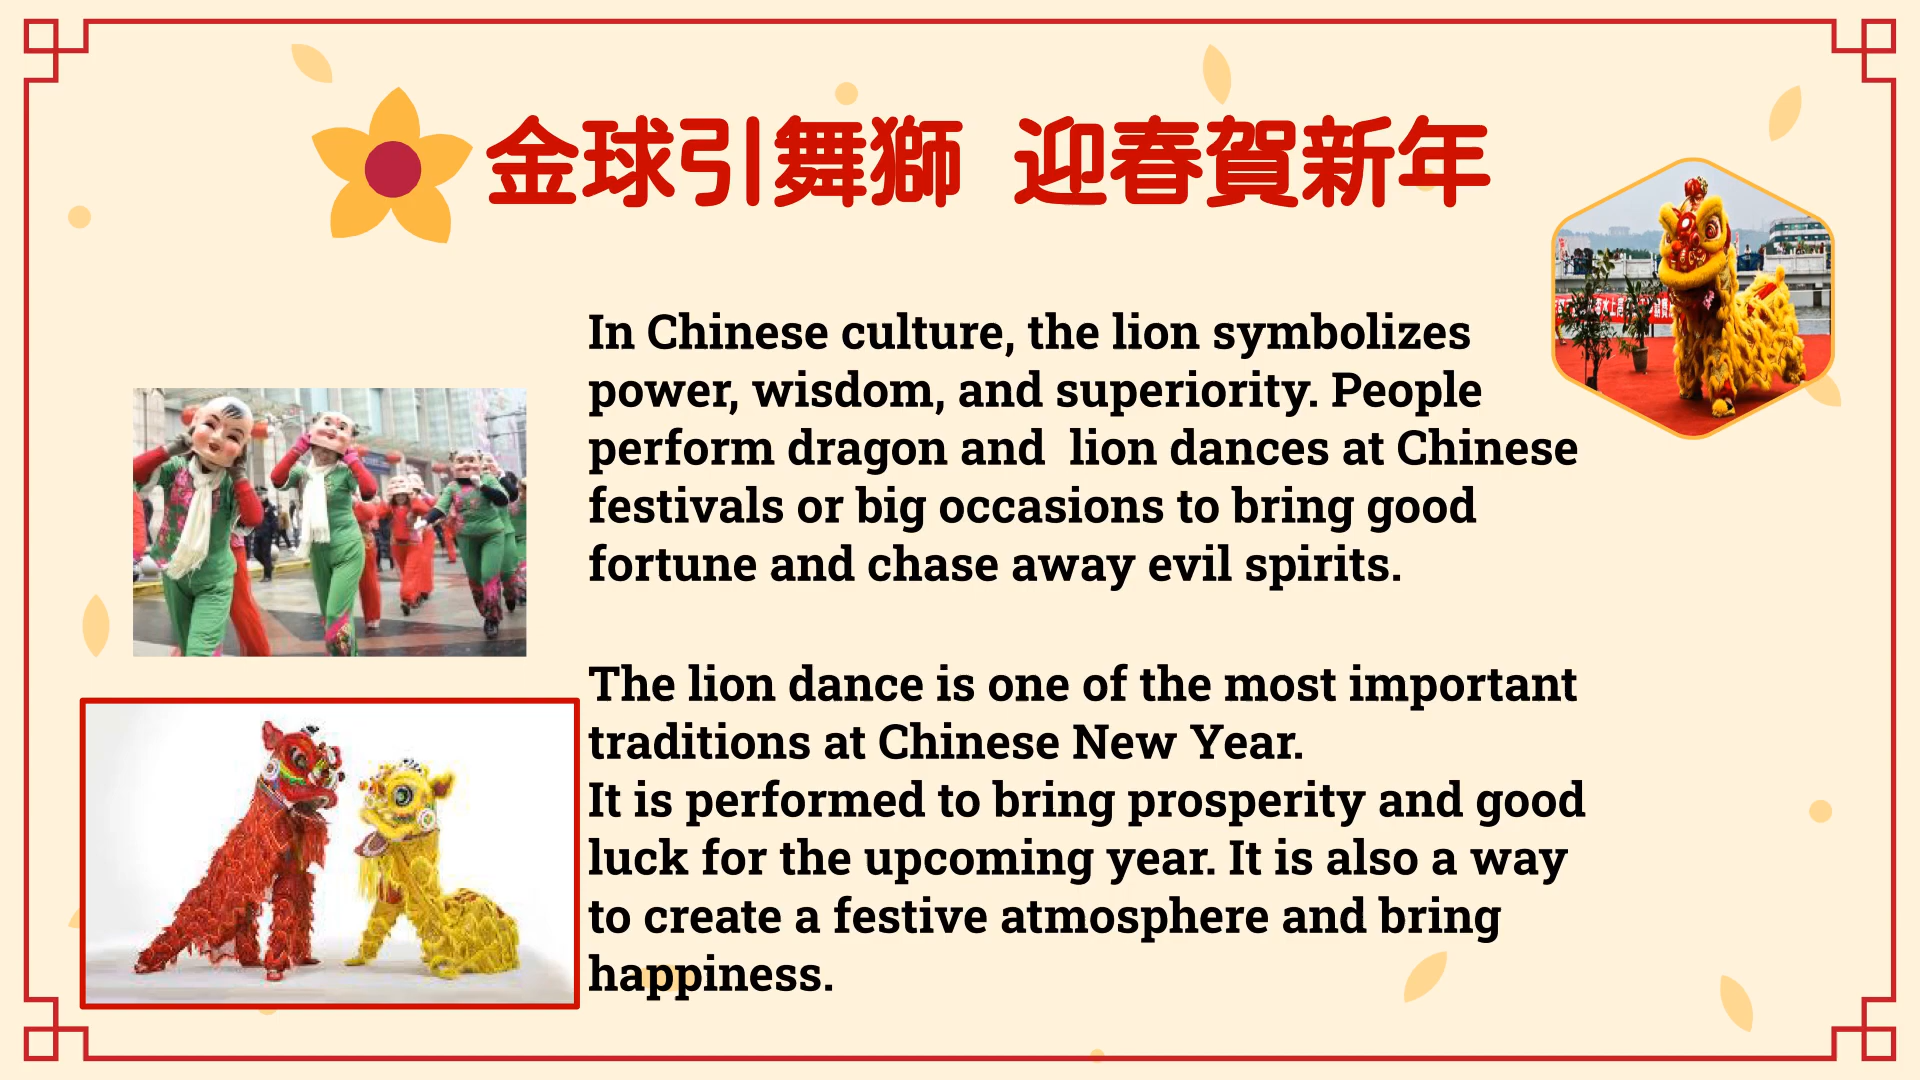 金球引舞獅 迎春賀新年
In Chinese culture, the lion symbolizes
power, wisdom, and superiority. People
perform dragon and  lion dances at Chinese
festivals or big occasions to bring good
fortune and chase away evil spirits.
The lion dance is one of the most important
traditions at Chinese New Year.
It is performed to bring prosperity and good
luck for the upcoming year. It is also a way
to create a festive atmosphere and bring
happiness.